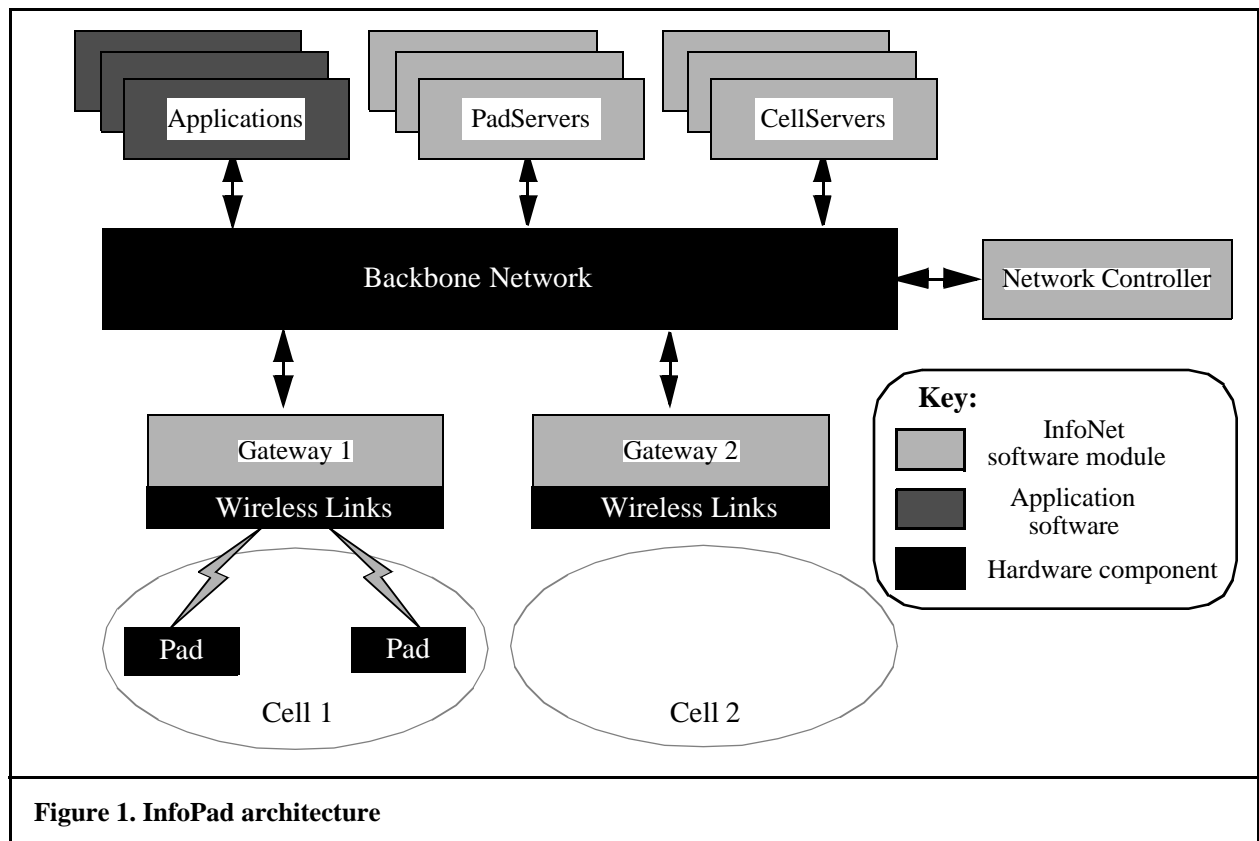 Applications
PadServers
CellServers
Backbone Network
Network Controller
Gateway 1
Wireless Links
Gateway 2
Wireless Links
Key:
InfoNet
software module
Application
software
Hardware component
Pad
Pad
Cell 1
Cell 2
Figure 1. InfoPad architecture